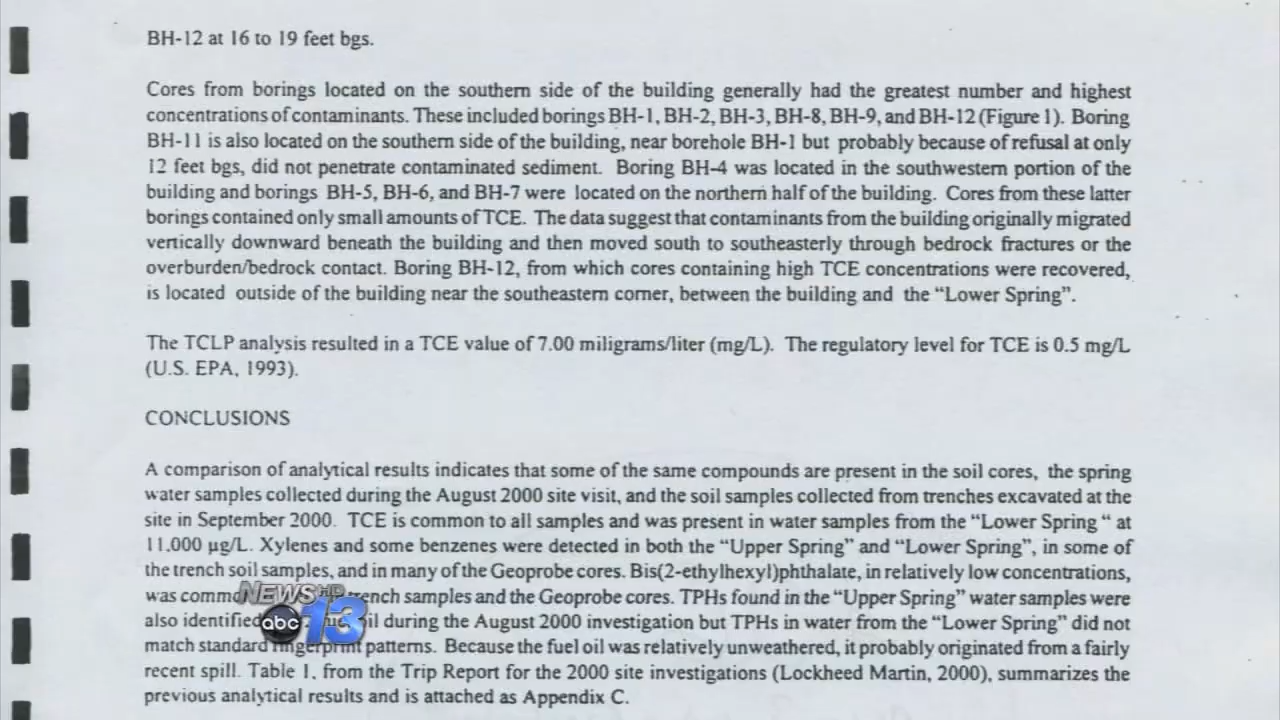 BH-12 at 16 to 19 feet bgs.
Cores from borings located on the southern side of the building generally had the greatest number and highest
concentrations of contaminants. These included borings BH-1, BH-2, BH-3, BH-8, BH-9, and BH-12 (Figure 1). Boring
BH-11 is also located on the southern side of the building, near borehole BH-1 but probably because of refusal at only
12 feet bgs, did not penetrate contaminated sediment. Boring BH-4 was located in the southwestern portion of the
building and borings BH-5, BH-6, and BH-7 were located on the northern half of the building. Cores from these latter
borings contained only small amounts of TCE. The data suggest that contaminants from the building originally migrated
vertically downward beneath the building and then moved south to southeasterly through bedrock fractures or the
overburden/bedrock contact. Boring BH-12, from which cores containing high TCE concentrations were recovered,
is located outside of the building near the southeastern corner, between the building and the “Lower Spring”.
The TCLP analysis resulted in a TCE value of 7.00 miligrams/liter (mg/L). The regulatory level for TCE is 0.5 mg/L
(U.S. EPA, 1993).
CONCLUSIONS
A comparison of analytical results indicates that some of the same compounds are present in the soil cores, the spring
water samples collected during the August 2000 site visit, and the soil samples collected from trenches excavated at the
site in September 2000. TCE is common to all samples and was present in water samples from the “Lower Spring “ at
11,000 µg/L. Xylenes and some benzenes were detected in both the “Upper Spring” and “Lower Spring”, in some of
the trench soil samples, and in many of the Geoprobe cores. Bis(2-ethylhexyl)phthalate, in relatively low concentrations,
was samples and the Geoprobe cores. TPHs found in the “Upper Spring” water samples were
also identified during the August 2000 investigation but TPHs in water from the “Lower Spring” did not
match standard fingerprint patterns. Because the fuel oil was relatively unweathered, it probably originated from a fairly
recent spill. Table 1, from the Trip Report for the 2000 site investigations (Lockheed Martin, 2000), summarizes the
previous analytical results and is attached as Appendix C.
NEWS HD
abc 13